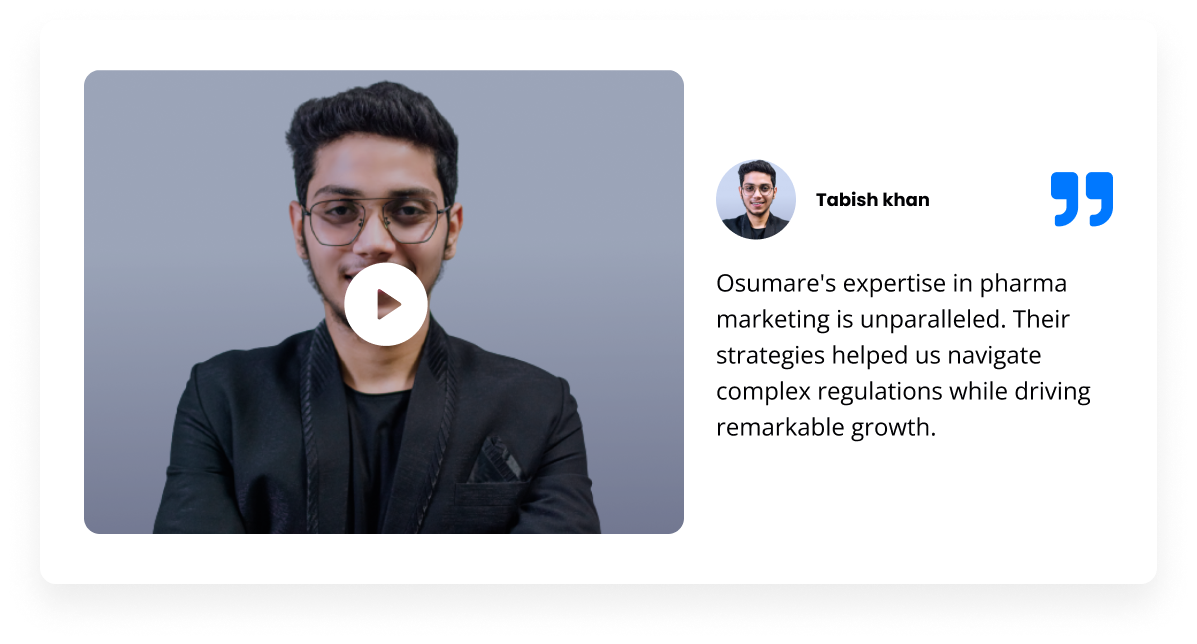 Tabish khan
Osumare's expertise in pharma
marketing is unparalleled. Their
strategies helped us navigate
complex regulations while driving
remarkable growth.